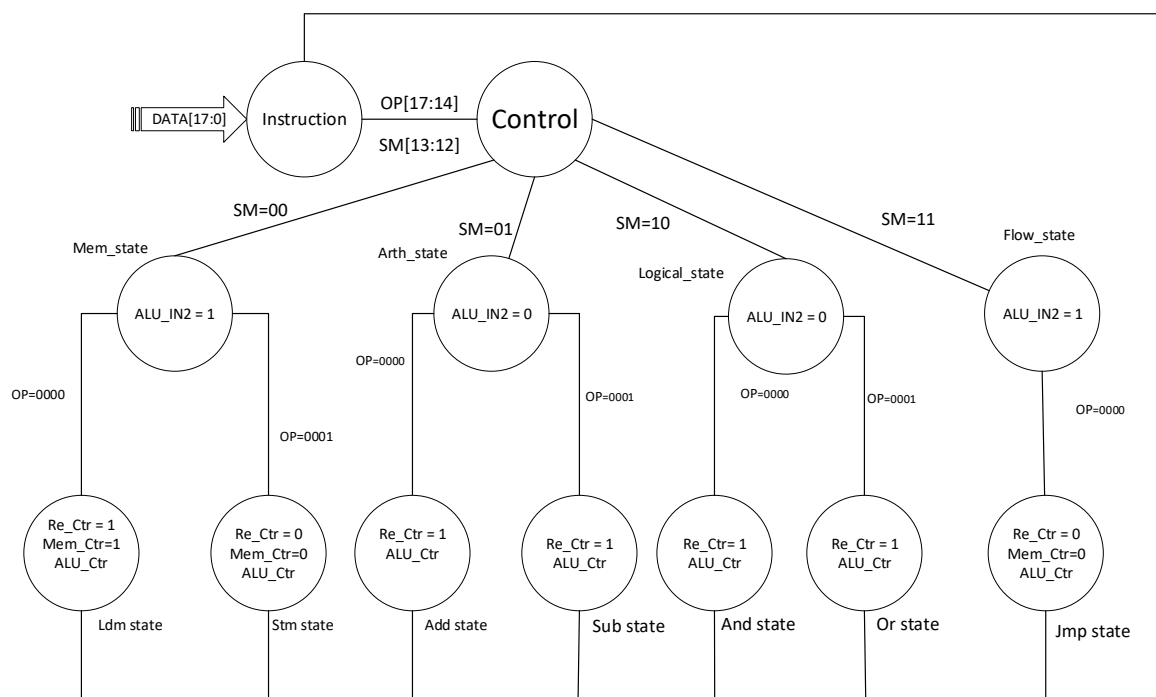 DATA[17:0]
Instruction
OP[17:14]
SM[13:12]
Control
SM=00
SM=01
SM=10
SM=11
Mem_state
Arth_state
Logical_state
Flow_state
ALU_IN2 = 1
ALU_IN2 = 0
ALU_IN2 = 0
ALU_IN2 = 1
OP=0000
OP=0001
OP=0000
OP=0001
OP=0000
OP=0001
OP=0000
Re_Ctr = 1
Mem_Ctr=1
ALU_Ctr
Re_Ctr = 0
Mem_Ctr=0
ALU_Ctr
Re_Ctr = 1
ALU_Ctr
Re_Ctr = 1
ALU_Ctr
Re_Ctr= 1
ALU_Ctr
Re_Ctr = 1
ALU_Ctr
Re_Ctr = 0
Mem_Ctr=0
ALU_Ctr
Ldm state
Stm state
Add state
Sub state
And state
Or state
Jmp state